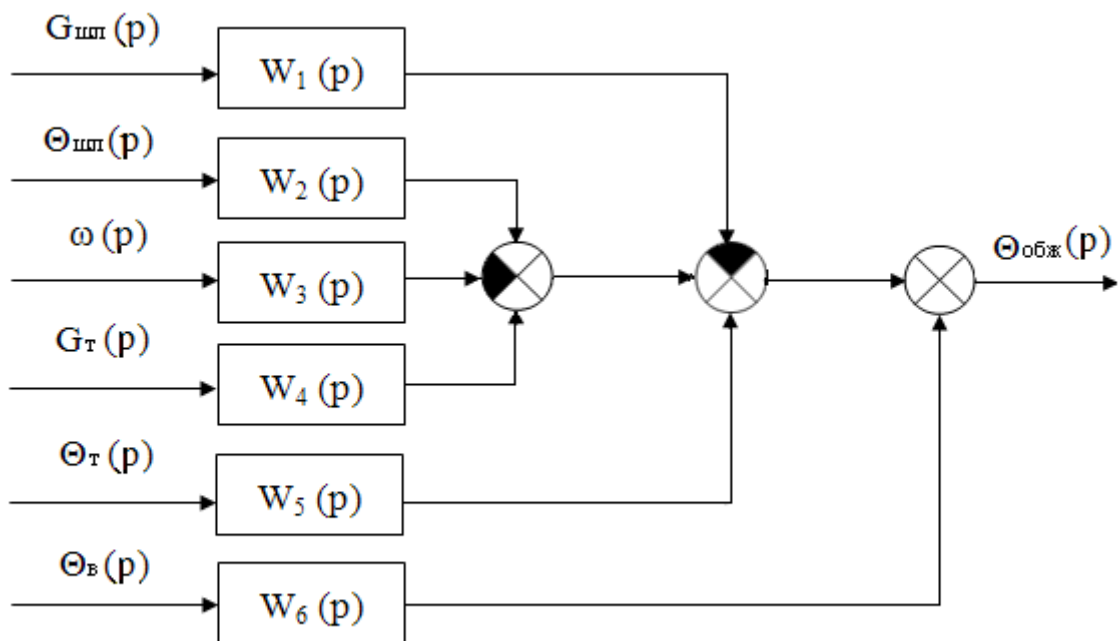 Gшл (p)
W1 (p)
Θшл(p)
W2 (p)
ω (p)
W3 (p)
Θобж(p)
Gт (p)
W4 (p)
Θт (p)
W5 (p)
Θв (p)
W6 (p)